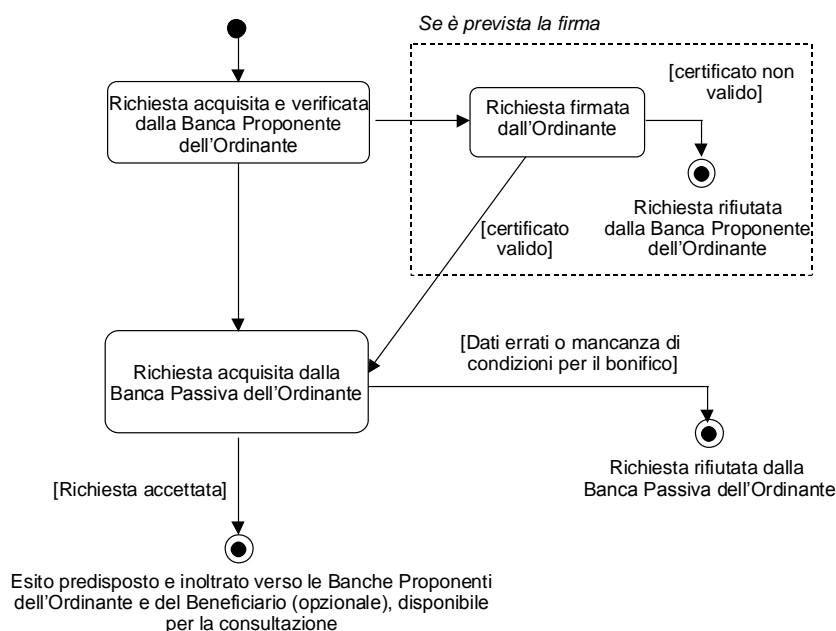 Se è prevista la firma
Richiesta acquisita e verificata
dalla Banca Proponente
dell'Ordinante
Richiesta firmata
dall'Ordinante
[certificato non
valido]
Richiesta rifiutata
dalla Banca Proponente
dell'Ordinante
[certificato
valido]
Richiesta acquisita dalla
Banca Passiva dell'Ordinante
[Dati errati o mancanza di
condizioni per il bonifico]
Richiesta rifiutata dalla
Banca Passiva dell'Ordinante
[Richiesta accettata]
Esito predisposto e inoltrato verso le Banche Proponenti
dell'Ordinante e del Beneficiario (opzionale), disponibile
per la consultazione